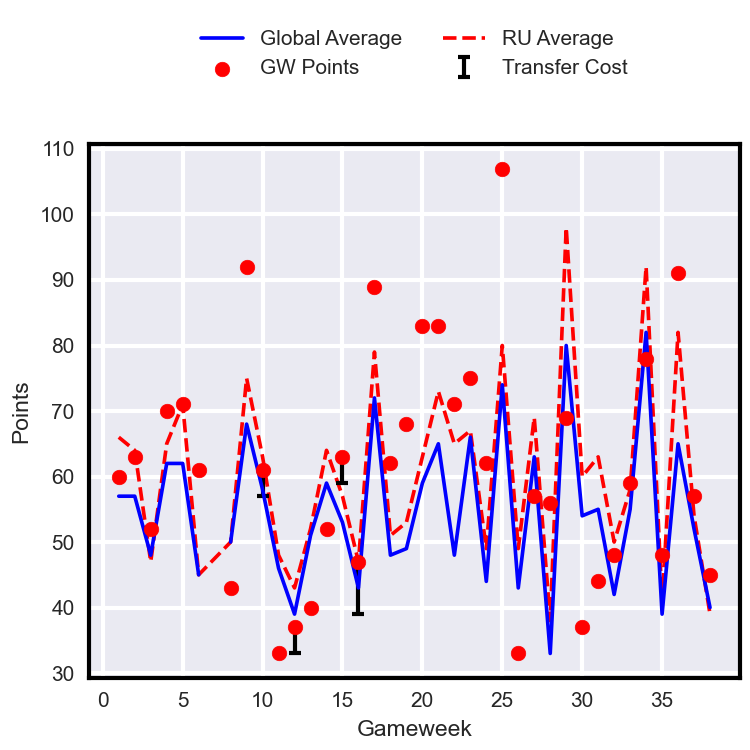 Global Average
RU Average
GW Points
Transfer Cost
110
100
90
80
70
60
50
40
30
Points
0 5 10 15 20 25 30 35
Gameweek